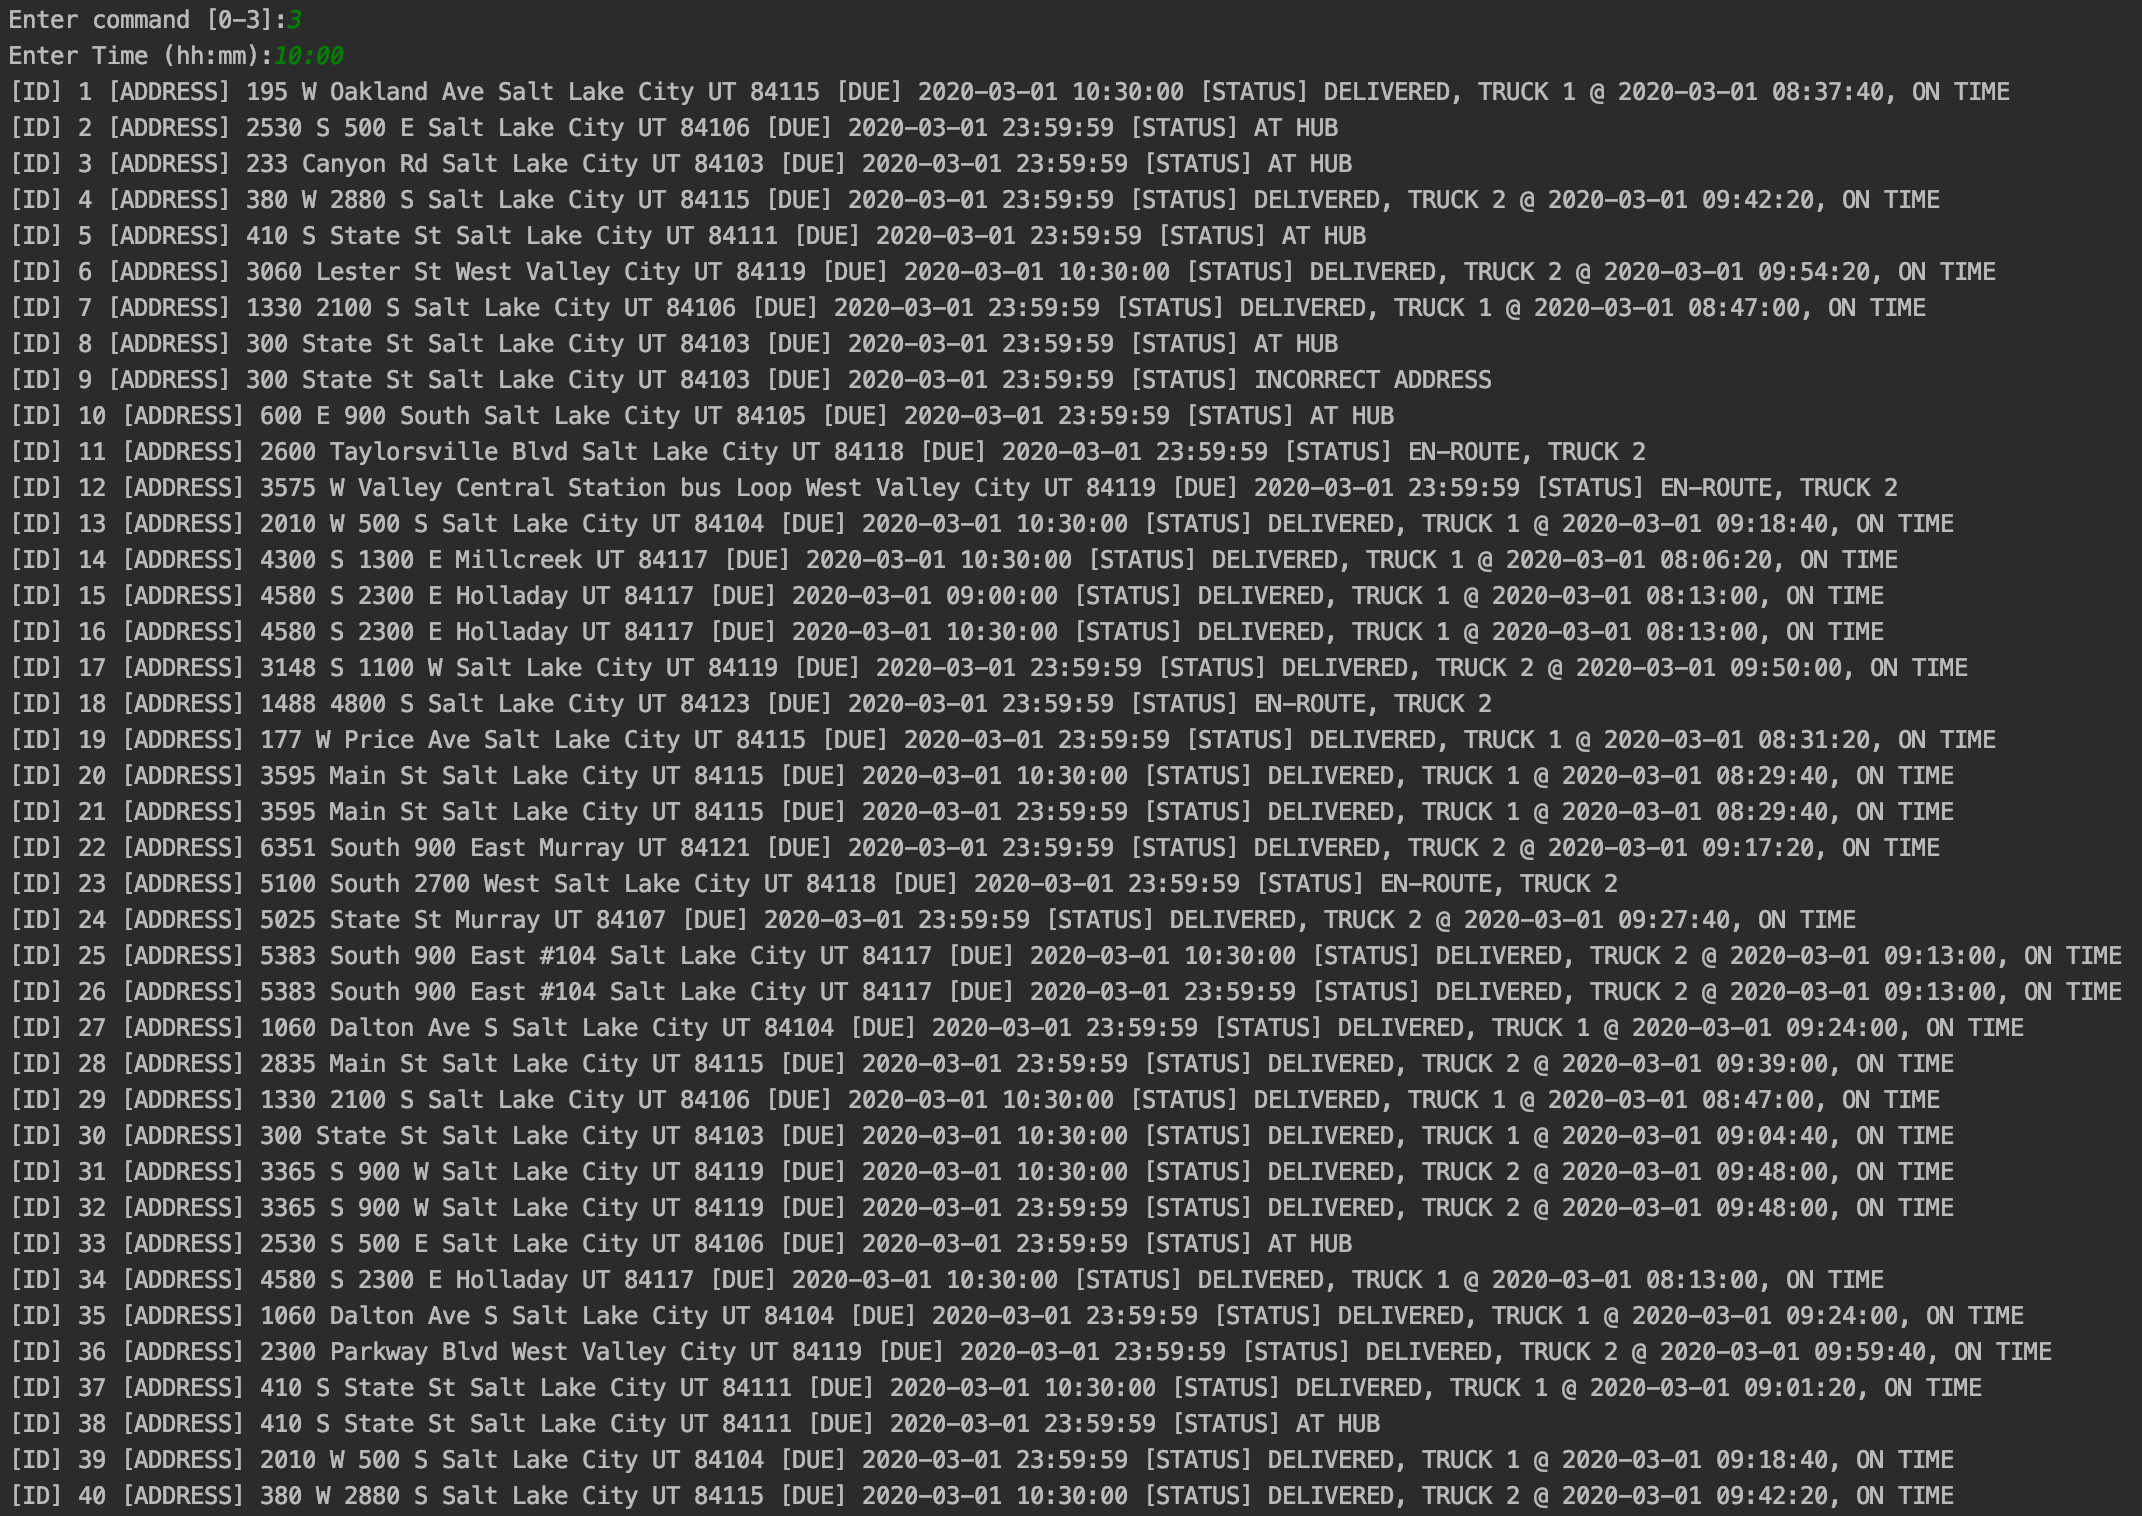 Enter command [0-3]:3
Enter Time (hh:mm):10:00
[ID] 1 [ADDRESS] 195 W Oakland Ave Salt Lake City UT 84115 [DUE] 2020-03-01 10:30:00 [STATUS] DELIVERED, TRUCK 1 @ 2020-03-01 08:37:40, ON TIME
[ID] 2 [ADDRESS] 2530 S 500 E Salt Lake City UT 84106 [DUE] 2020-03-01 23:59:59 [STATUS] AT HUB
[ID] 3 [ADDRESS] 233 Canyon Rd Salt Lake City UT 84103 [DUE] 2020-03-01 23:59:59 [STATUS] AT HUB
[ID] 4 [ADDRESS] 380 W 2880 S Salt Lake City UT 84115 [DUE] 2020-03-01 23:59:59 [STATUS] DELIVERED, TRUCK 2 @ 2020-03-01 09:42:20, ON TIME
[ID] 5 [ADDRESS] 410 S State St Salt Lake City UT 84111 [DUE] 2020-03-01 23:59:59 [STATUS] AT HUB
[ID] 6 [ADDRESS] 3060 Lester St West Valley City UT 84119 [DUE] 2020-03-01 10:30:00 [STATUS] DELIVERED, TRUCK 2 @ 2020-03-01 09:54:20, ON TIME
[ID] 7 [ADDRESS] 1330 2100 S Salt Lake City UT 84106 [DUE] 2020-03-01 23:59:59 [STATUS] DELIVERED, TRUCK 1 @ 2020-03-01 08:47:00, ON TIME
[ID] 8 [ADDRESS] 300 State St Salt Lake City UT 84103 [DUE] 2020-03-01 23:59:59 [STATUS] AT HUB
[ID] 9 [ADDRESS] 300 State St Salt Lake City UT 84103 [DUE] 2020-03-01 23:59:59 [STATUS] INCORRECT ADDRESS
[ID] 10 [ADDRESS] 600 E 900 South Salt Lake City UT 84105 [DUE] 2020-03-01 23:59:59 [STATUS] AT HUB
[ID] 11 [ADDRESS] 2600 Taylorsville Blvd Salt Lake City UT 84118 [DUE] 2020-03-01 23:59:59 [STATUS] EN-ROUTE, TRUCK 2
[ID] 12 [ADDRESS] 3575 W Valley Central Station bus Loop West Valley City UT 84119 [DUE] 2020-03-01 23:59:59 [STATUS] EN-ROUTE, TRUCK 2
[ID] 13 [ADDRESS] 2010 W 500 S Salt Lake City UT 84104 [DUE] 2020-03-01 10:30:00 [STATUS] DELIVERED, TRUCK 1 @ 2020-03-01 09:18:40, ON TIME
[ID] 14 [ADDRESS] 4300 S 1300 E Millcreek UT 84117 [DUE] 2020-03-01 10:30:00 [STATUS] DELIVERED, TRUCK 1 @ 2020-03-01 08:06:20, ON TIME
[ID] 15 [ADDRESS] 4580 S 2300 E Holladay UT 84117 [DUE] 2020-03-01 09:00:00 [STATUS] DELIVERED, TRUCK 1 @ 2020-03-01 08:13:00, ON TIME
[ID] 16 [ADDRESS] 4580 S 2300 E Holladay UT 84117 [DUE] 2020-03-01 10:30:00 [STATUS] DELIVERED, TRUCK 1 @ 2020-03-01 08:13:00, ON TIME
[ID] 17 [ADDRESS] 3148 S 1100 W Salt Lake City UT 84119 [DUE] 2020-03-01 23:59:59 [STATUS] DELIVERED, TRUCK 2 @ 2020-03-01 09:50:00, ON TIME
[ID] 18 [ADDRESS] 1488 4800 S Salt Lake City UT 84123 [DUE] 2020-03-01 23:59:59 [STATUS] EN-ROUTE, TRUCK 2
[ID] 19 [ADDRESS] 177 W Price Ave Salt Lake City UT 84115 [DUE] 2020-03-01 23:59:59 [STATUS] DELIVERED, TRUCK 1 @ 2020-03-01 08:31:20, ON TIME
[ID] 20 [ADDRESS] 3595 Main St Salt Lake City UT 84115 [DUE] 2020-03-01 10:30:00 [STATUS] DELIVERED, TRUCK 1 @ 2020-03-01 08:29:40, ON TIME
[ID] 21 [ADDRESS] 3595 Main St Salt Lake City UT 84115 [DUE] 2020-03-01 23:59:59 [STATUS] DELIVERED, TRUCK 1 @ 2020-03-01 08:29:40, ON TIME
[ID] 22 [ADDRESS] 6351 South 900 East Murray UT 84121 [DUE] 2020-03-01 23:59:59 [STATUS] DELIVERED, TRUCK 2 @ 2020-03-01 09:17:20, ON TIME
[ID] 23 [ADDRESS] 5100 South 2700 West Salt Lake City UT 84118 [DUE] 2020-03-01 23:59:59 [STATUS] EN-ROUTE, TRUCK 2
[ID] 24 [ADDRESS] 5025 State St Murray UT 84107 [DUE] 2020-03-01 23:59:59 [STATUS] DELIVERED, TRUCK 2 @ 2020-03-01 09:27:40, ON TIME
[ID] 25 [ADDRESS] 5383 South 900 East #104 Salt Lake City UT 84117 [DUE] 2020-03-01 10:30:00 [STATUS] DELIVERED, TRUCK 2 @ 2020-03-01 09:13:00, ON TIME
[ID] 26 [ADDRESS] 5383 South 900 East #104 Salt Lake City UT 84117 [DUE] 2020-03-01 23:59:59 [STATUS] DELIVERED, TRUCK 2 @ 2020-03-01 09:13:00, ON TIME
[ID] 27 [ADDRESS] 1060 Dalton Ave S Salt Lake City UT 84104 [DUE] 2020-03-01 23:59:59 [STATUS] DELIVERED, TRUCK 1 @ 2020-03-01 09:24:00, ON TIME
[ID] 28 [ADDRESS] 2835 Main St Salt Lake City UT 84115 [DUE] 2020-03-01 23:59:59 [STATUS] DELIVERED, TRUCK 2 @ 2020-03-01 09:39:00, ON TIME
[ID] 29 [ADDRESS] 1330 2100 S Salt Lake City UT 84106 [DUE] 2020-03-01 10:30:00 [STATUS] DELIVERED, TRUCK 1 @ 2020-03-01 08:47:00, ON TIME
[ID] 30 [ADDRESS] 300 State St Salt Lake City UT 84103 [DUE] 2020-03-01 10:30:00 [STATUS] DELIVERED, TRUCK 1 @ 2020-03-01 09:04:40, ON TIME
[ID] 31 [ADDRESS] 3365 S 900 W Salt Lake City UT 84119 [DUE] 2020-03-01 10:30:00 [STATUS] DELIVERED, TRUCK 2 @ 2020-03-01 09:48:00, ON TIME
[ID] 32 [ADDRESS] 3365 S 900 W Salt Lake City UT 84119 [DUE] 2020-03-01 23:59:59 [STATUS] DELIVERED, TRUCK 2 @ 2020-03-01 09:48:00, ON TIME
[ID] 33 [ADDRESS] 2530 S 500 E Salt Lake City UT 84106 [DUE] 2020-03-01 23:59:59 [STATUS] AT HUB
[ID] 34 [ADDRESS] 4580 S 2300 E Holladay UT 84117 [DUE] 2020-03-01 10:30:00 [STATUS] DELIVERED, TRUCK 1 @ 2020-03-01 08:13:00, ON TIME
[ID] 35 [ADDRESS] 1060 Dalton Ave S Salt Lake City UT 84104 [DUE] 2020-03-01 23:59:59 [STATUS] DELIVERED, TRUCK 1 @ 2020-03-01 09:24:00, ON TIME
[ID] 36 [ADDRESS] 2300 Parkway Blvd West Valley City UT 84119 [DUE] 2020-03-01 23:59:59 [STATUS] DELIVERED, TRUCK 2 @ 2020-03-01 09:59:40, ON TIME
[ID] 37 [ADDRESS] 410 S State St Salt Lake City UT 84111 [DUE] 2020-03-01 10:30:00 [STATUS] DELIVERED, TRUCK 1 @ 2020-03-01 09:01:20, ON TIME
[ID] 38 [ADDRESS] 410 S State St Salt Lake City UT 84111 [DUE] 2020-03-01 23:59:59 [STATUS] AT HUB
[ID] 39 [ADDRESS] 2010 W 500 S Salt Lake City UT 84104 [DUE] 2020-03-01 23:59:59 [STATUS] DELIVERED, TRUCK 1 @ 2020-03-01 09:18:40, ON TIME
[ID] 40 [ADDRESS] 380 W 2880 S Salt Lake City UT 84115 [DUE] 2020-03-01 10:30:00 [STATUS] DELIVERED, TRUCK 2 @ 2020-03-01 09:42:20, ON TIME